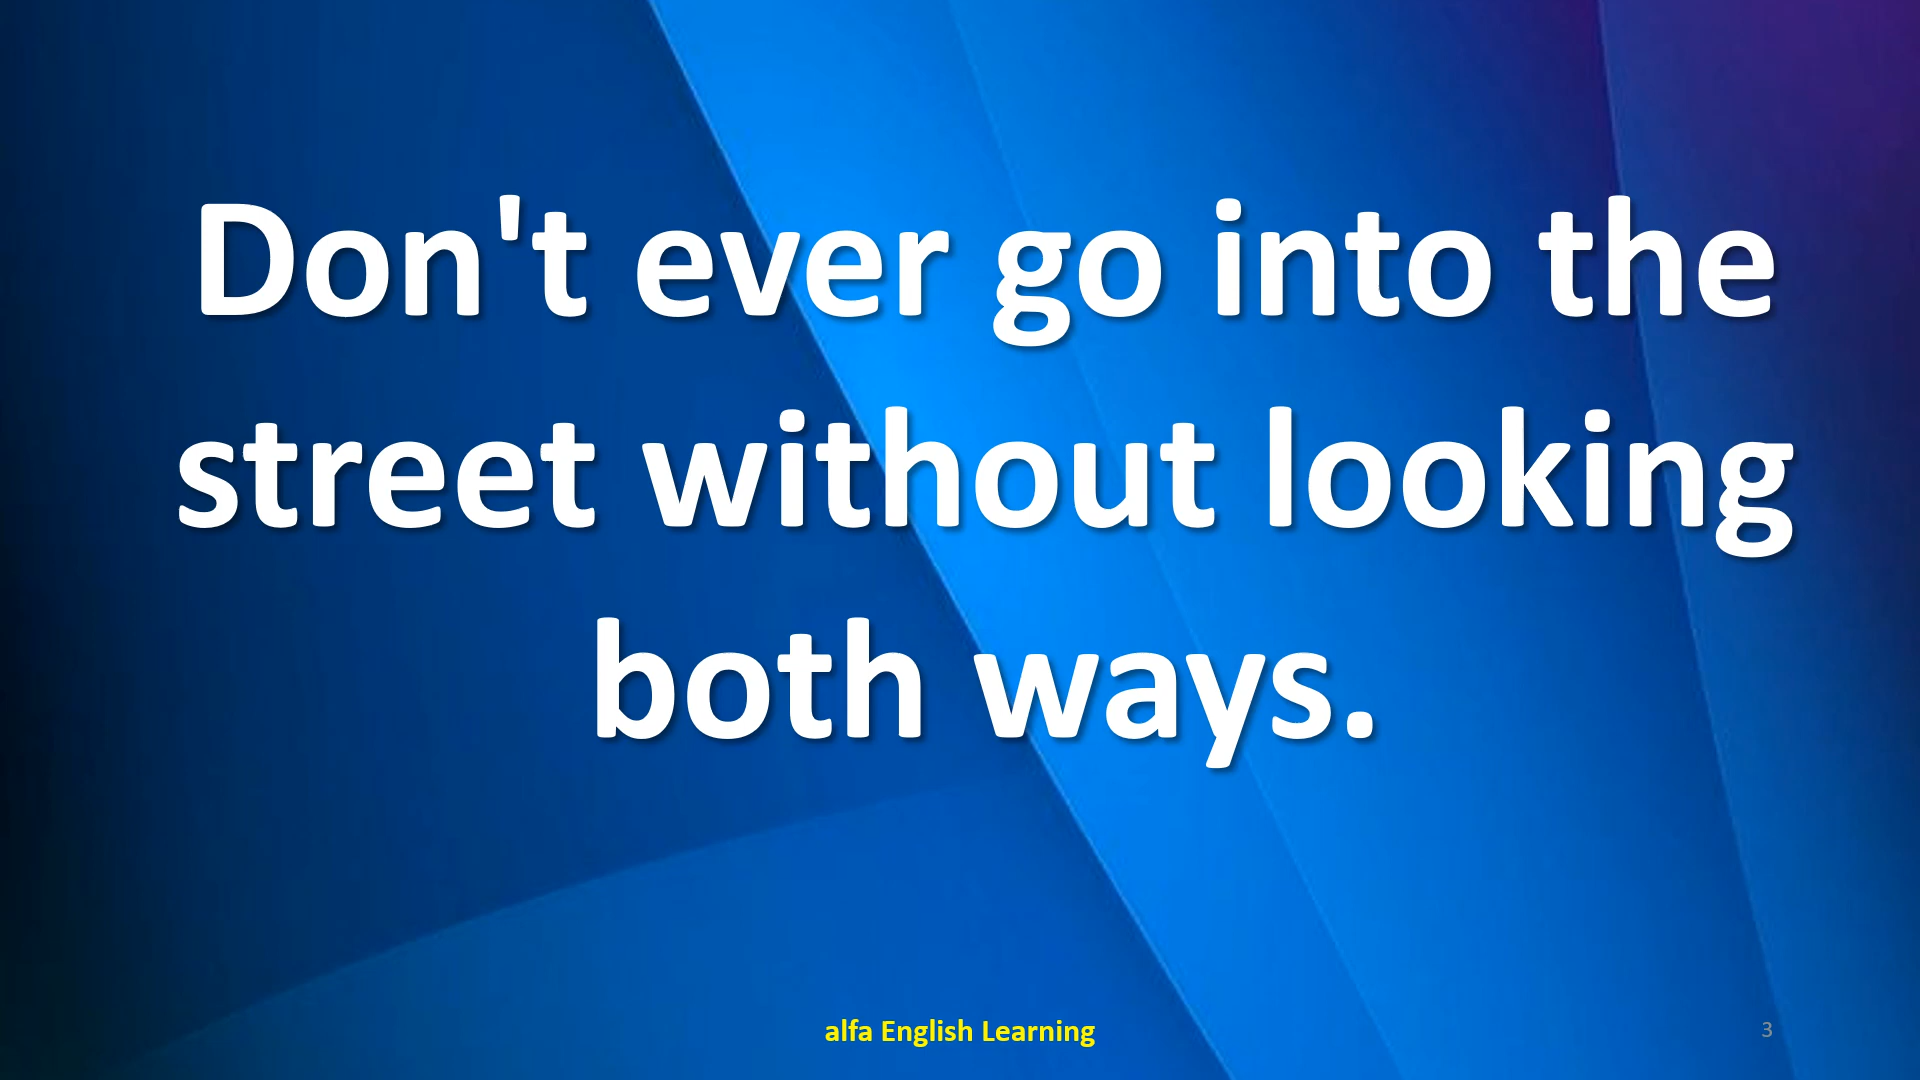 Don't ever go into the
street without looking
both ways.
alfa English Learning
3